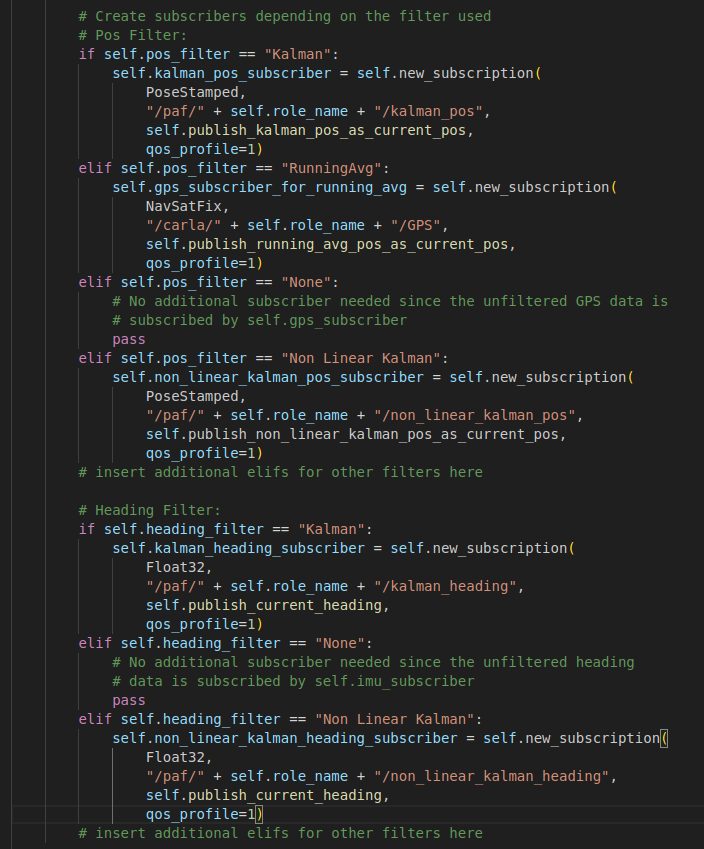 # Create subscribers depending on the filter used
# Pos Filter:
if self.pos_filter == "Kalman":
    self.kalman_pos_subscriber = self.new_subscription(
        PoseStamped,
        "/paf/" + self.role_name + "/kalman_pos",
        self.publish_kalman_pos_as_current_pos,
        qos_profile=1)
elif self.pos_filter == "RunningAvg":
    self.gps_subscriber_for_running_avg = self.new_subscription(
        NavSatFix,
        "/carla/" + self.role_name + "/GPS",
        self.publish_running_avg_pos_as_current_pos,
        qos_profile=1)
elif self.pos_filter == "None":
    # No additional subscriber needed since the unfiltered GPS data is
    # subscribed by self.gps_subscriber
    pass
elif self.pos_filter == "Non Linear Kalman":
    self.non_linear_kalman_pos_subscriber = self.new_subscription(
        PoseStamped,
        "/paf/" + self.role_name + "/non_linear_kalman_pos",
        self.publish_non_linear_kalman_pos_as_current_pos,
        qos_profile=1)
# insert additional elifs for other filters here

# Heading Filter:
if self.heading_filter == "Kalman":
    self.kalman_heading_subscriber = self.new_subscription(
        Float32,
        "/paf/" + self.role_name + "/kalman_heading",
        self.publish_current_heading,
        qos_profile=1)
elif self.heading_filter == "None":
    # No additional subscriber needed since the unfiltered heading
    # data is subscribed by self.imu_subscriber
    pass
elif self.heading_filter == "Non Linear Kalman":
    self.non_linear_kalman_heading_subscriber = self.new_subscription(
        Float32,
        "/paf/" + self.role_name + "/non_linear_kalman_heading",
        self.publish_current_heading,
        qos_profile=1)
# insert additional elifs for other filters here